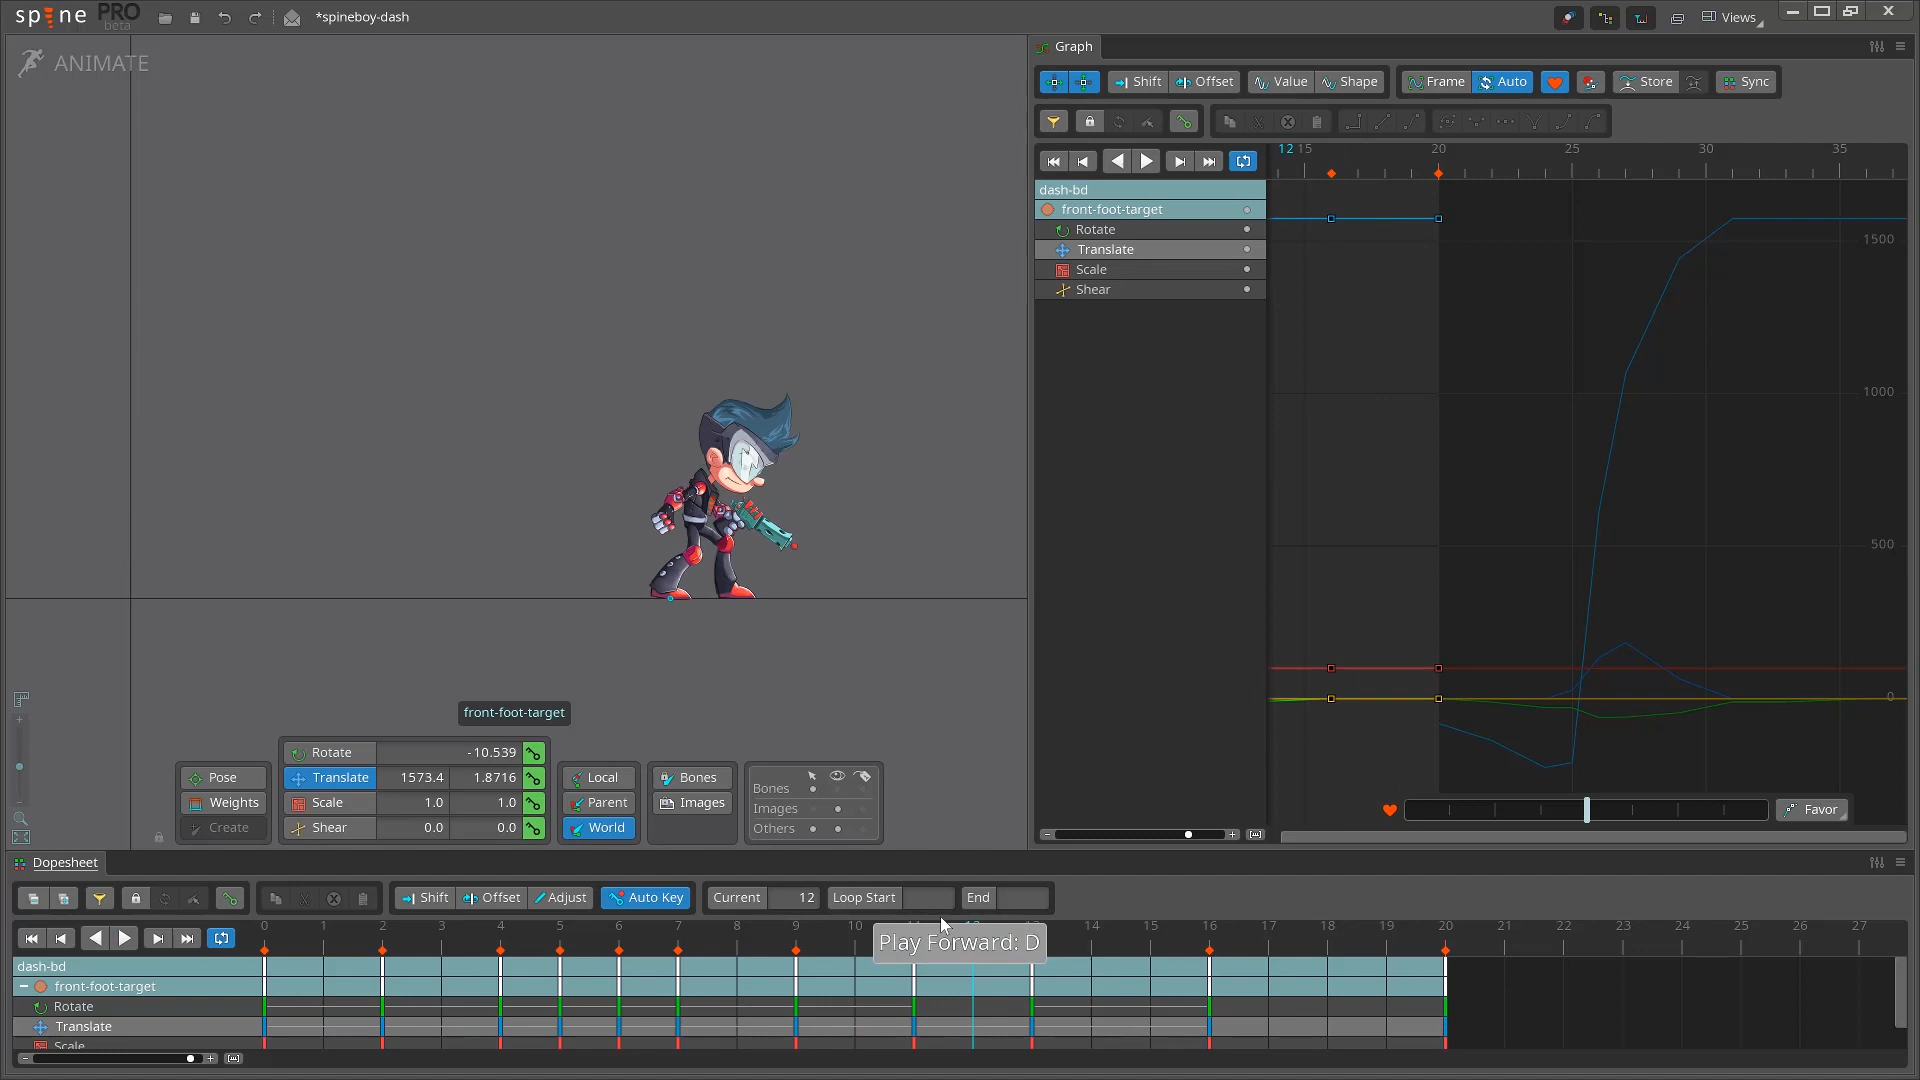 spine PRO beta
*spineboy-dash
Views
ANIMATE
Graph
Shift Offset Value Shape Frame Auto Store Sync
12 15 20 25 30 35
dash-bd
front-foot-target
Rotate
Translate
Scale
Shear
1500
1000
500
0
Favor
front-foot-target
Pose
Weights
Create
Rotate -10.539
Translate 1573.4 1.8716
Scale 1.0 1.0
Shear 0.0 0.0
Local
Parent
World
Bones
Images
Bones
Images
Others
Dopesheet
Shift Offset Adjust Auto Key Current 12 Loop Start End
0 1 2 3 4 5 6 7 8 9 10 14 15 16 17 18 19 20 21 22 23 24 25 26 27
Play Forward: D
dash-bd
front-foot-target
Rotate
Translate
Scale